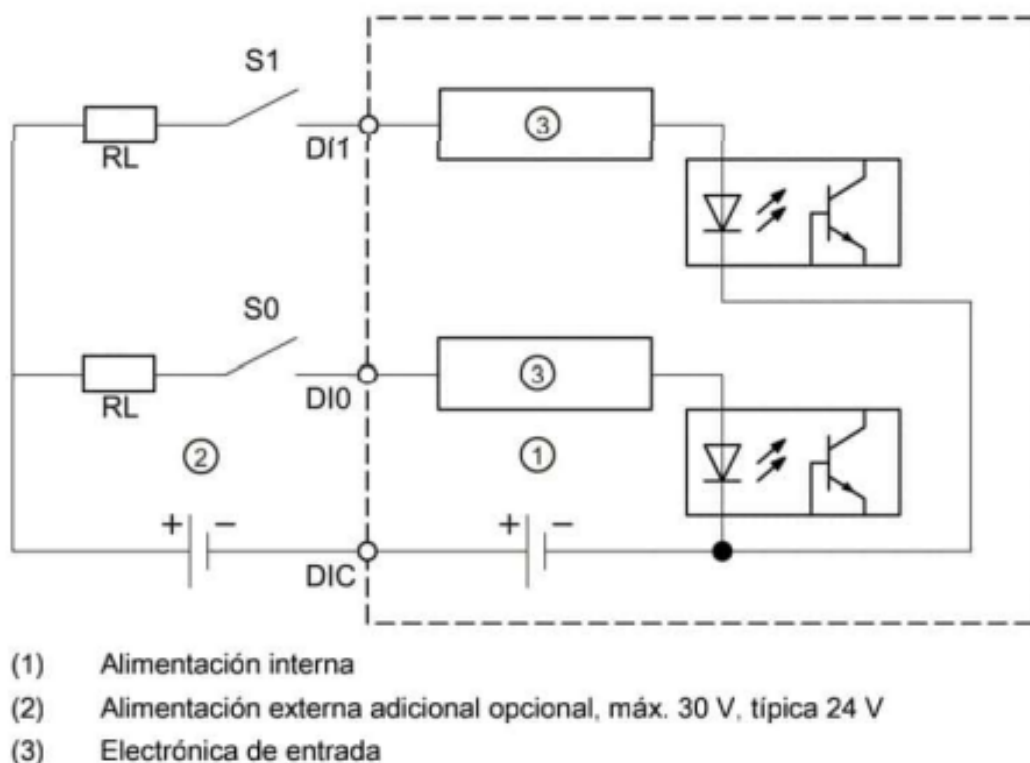 S1
RL
DI1
3
S0
RL
DI0
3
2
1
+ −
+ −
DIC
(1) Alimentación interna
(2) Alimentación externa adicional opcional, máx. 30 V, típica 24 V
(3) Electrónica de entrada